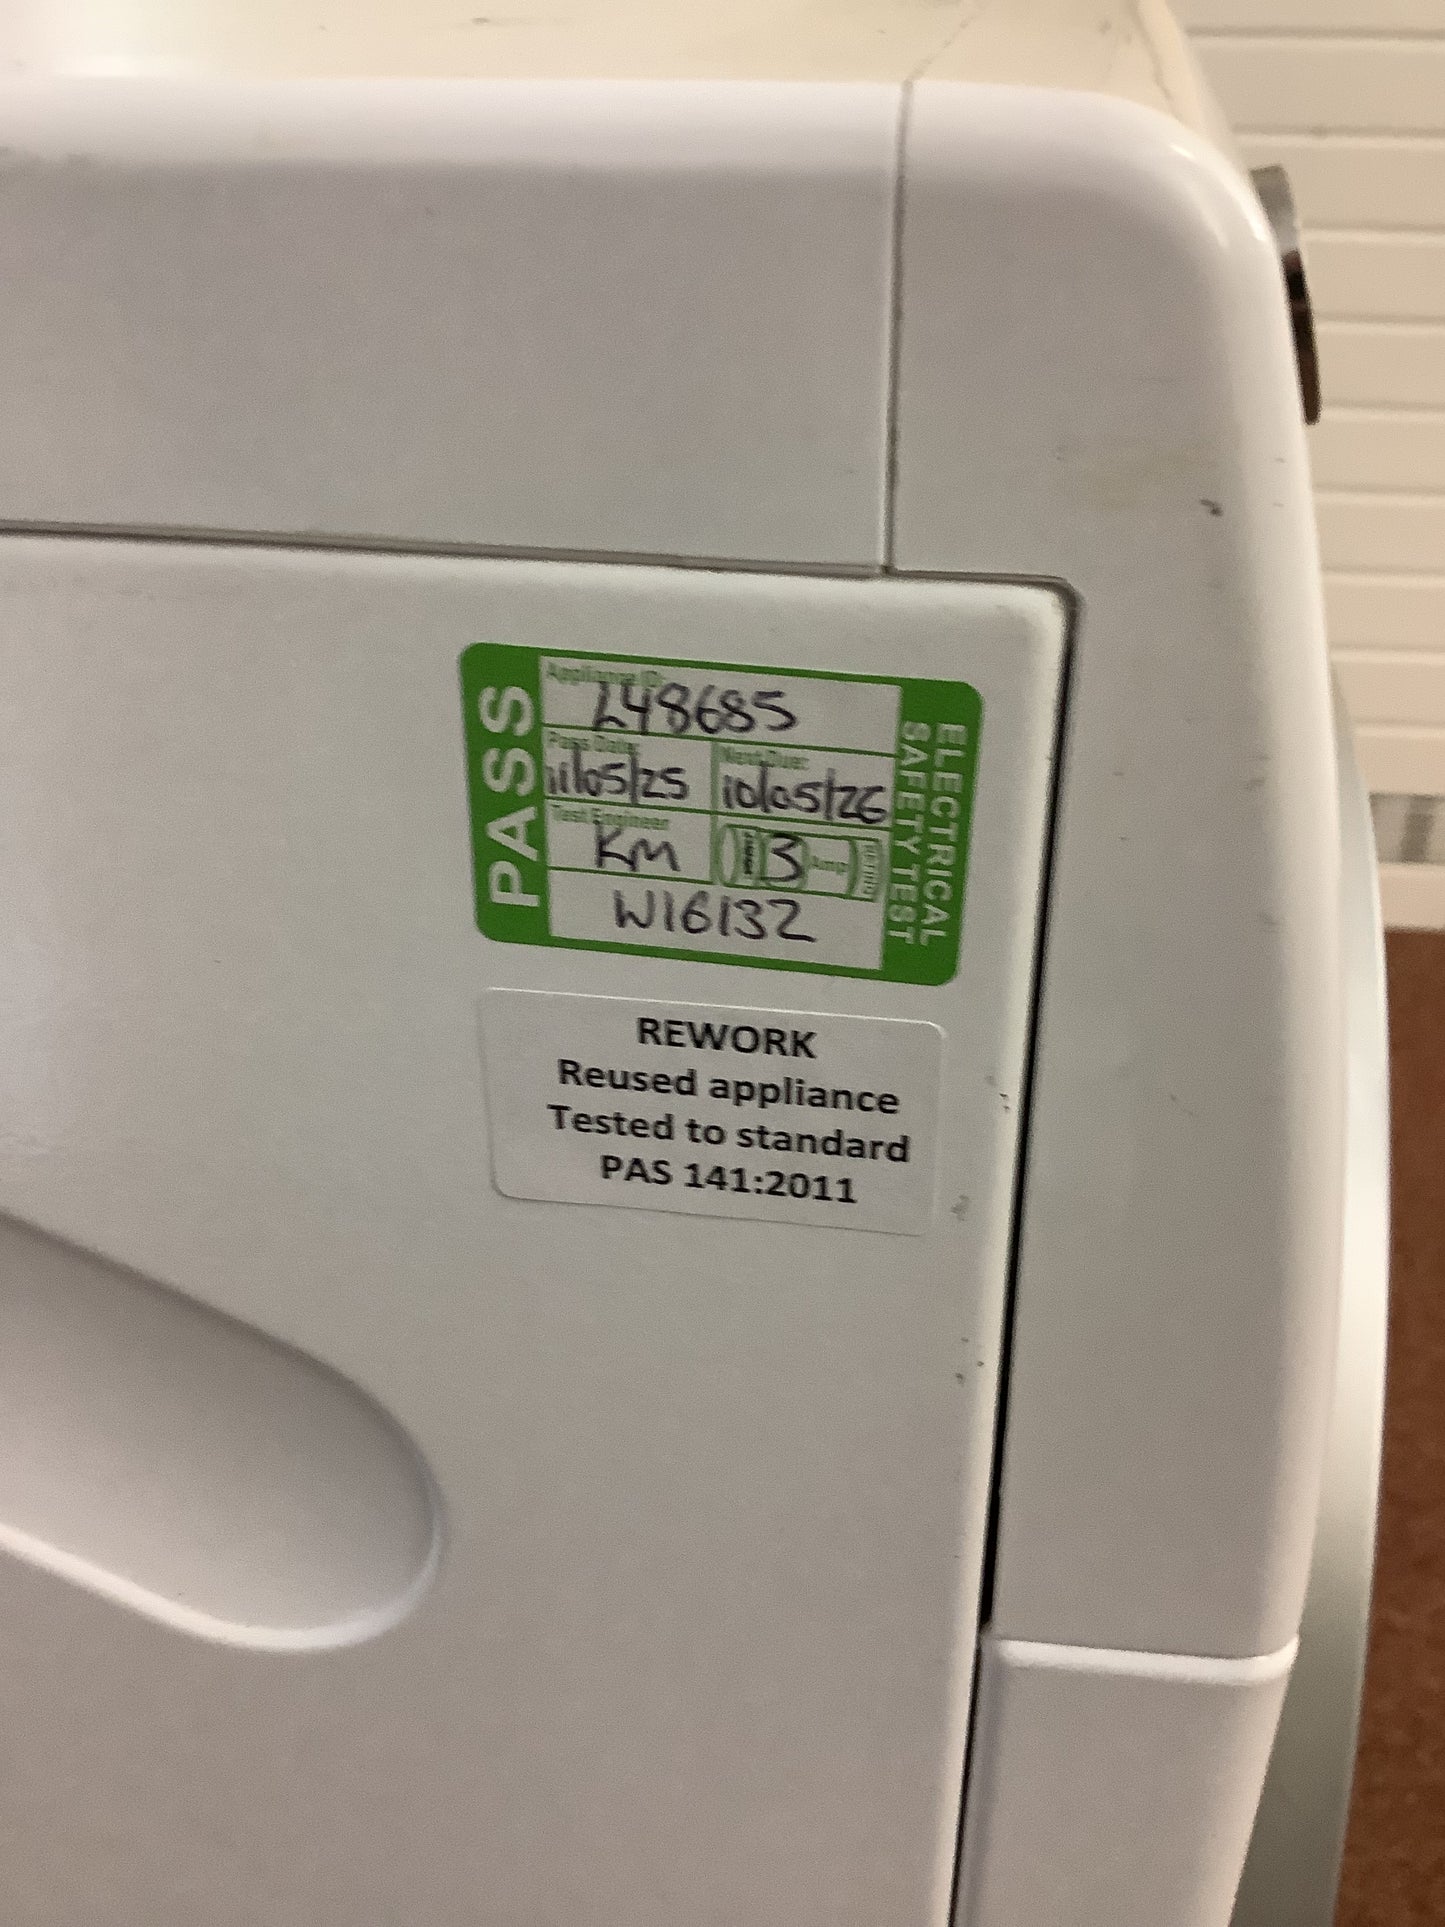 PASS
ELECTRICAL
SAFETY TEST
Appliance ID:
L48685
Pass Date: Next Due:
11/05/25 10/05/26
Test Engineer
KM 13 Amp
W16132
REWORK
Reused appliance
Tested to standard
PAS 141:2011